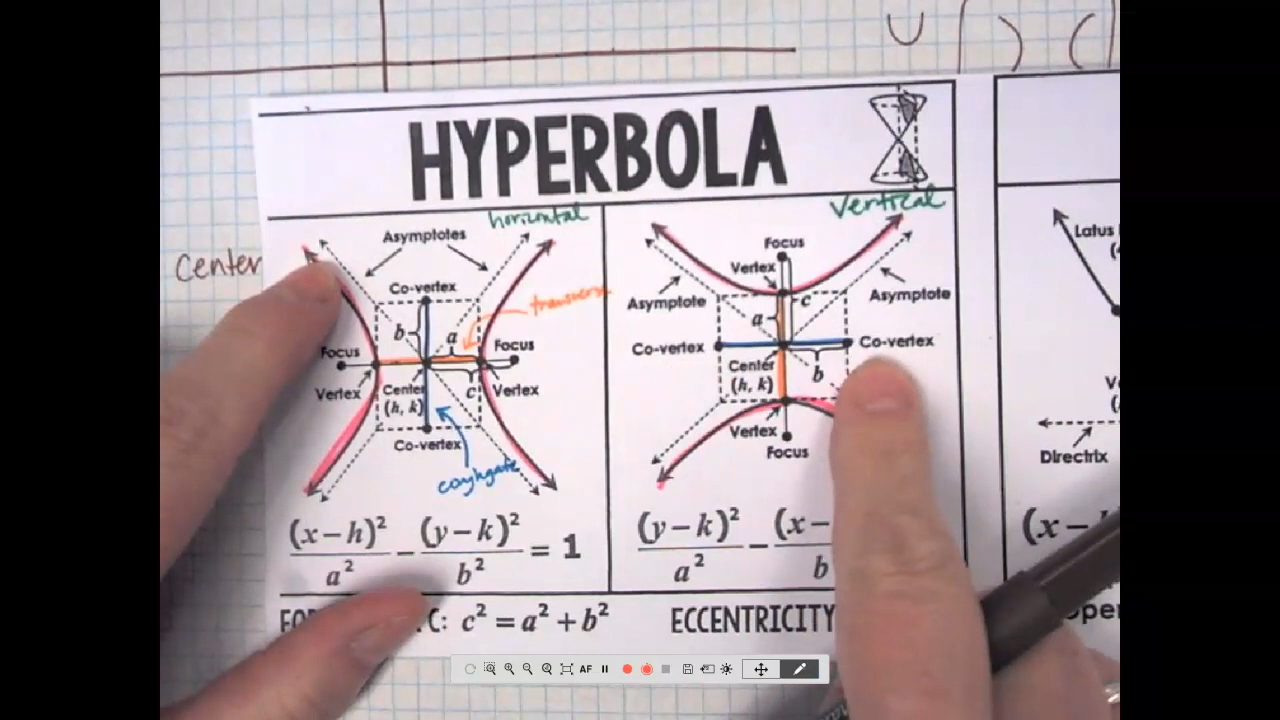 HYPERBOLA
Center
horizontal
Asymptotes
Co-vertex
transverse
b
a
Focus
Focus
Vertex
Center
(h, k)
c
Vertex
Co-vertex
conjugate
(x-h)² / a² - (y-k)² / b² = 1
C: c² = a² + b²
vertical
Focus
Vertex
Asymptote
c
Asymptote
a
Co-vertex
Co-vertex
Center
(h, k)
b
Vertex
Focus
(y-k)² / a² - (x- / b
ECCENTRICITY
Latus
Directrix
(x-
AF